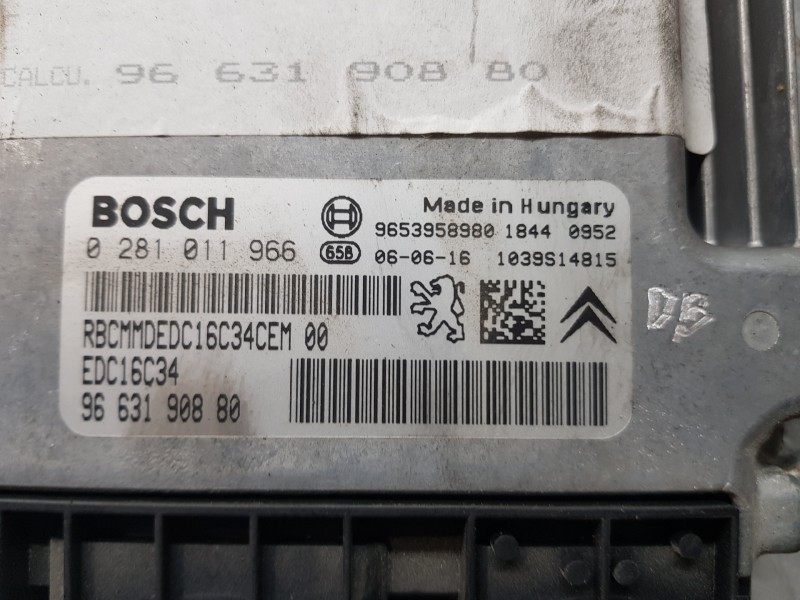 CALCU. 96 631 908 80
BOSCH
Made in Hungary
9653958980 1844 0952
0 281 011 966
658
06-06-16 1039S14815
RBCMMDEDC16C34CEM 00
EDC16C34
96 631 908 80